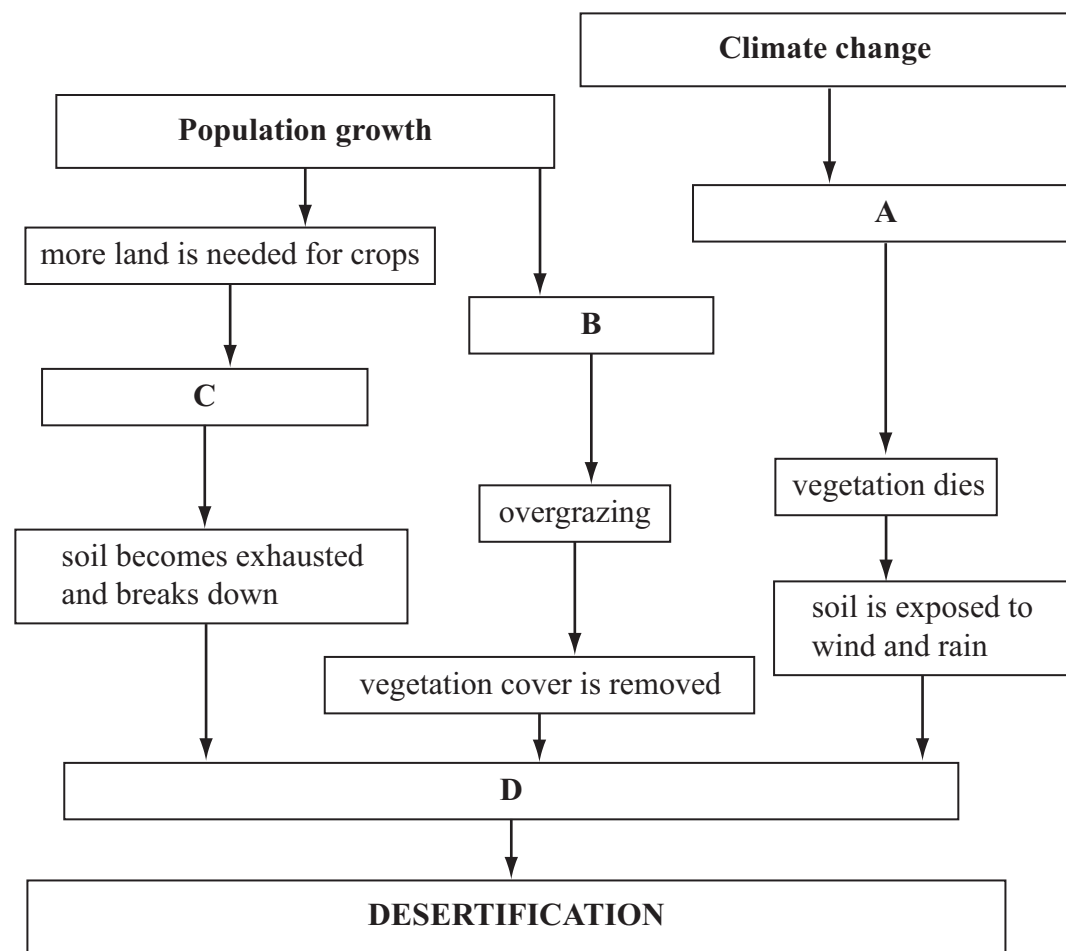 Climate change
Population growth
A
more land is needed for crops
B
C
vegetation dies
overgrazing
soil becomes exhausted
and breaks down
soil is exposed to
wind and rain
vegetation cover is removed
D
DESERTIFICATION